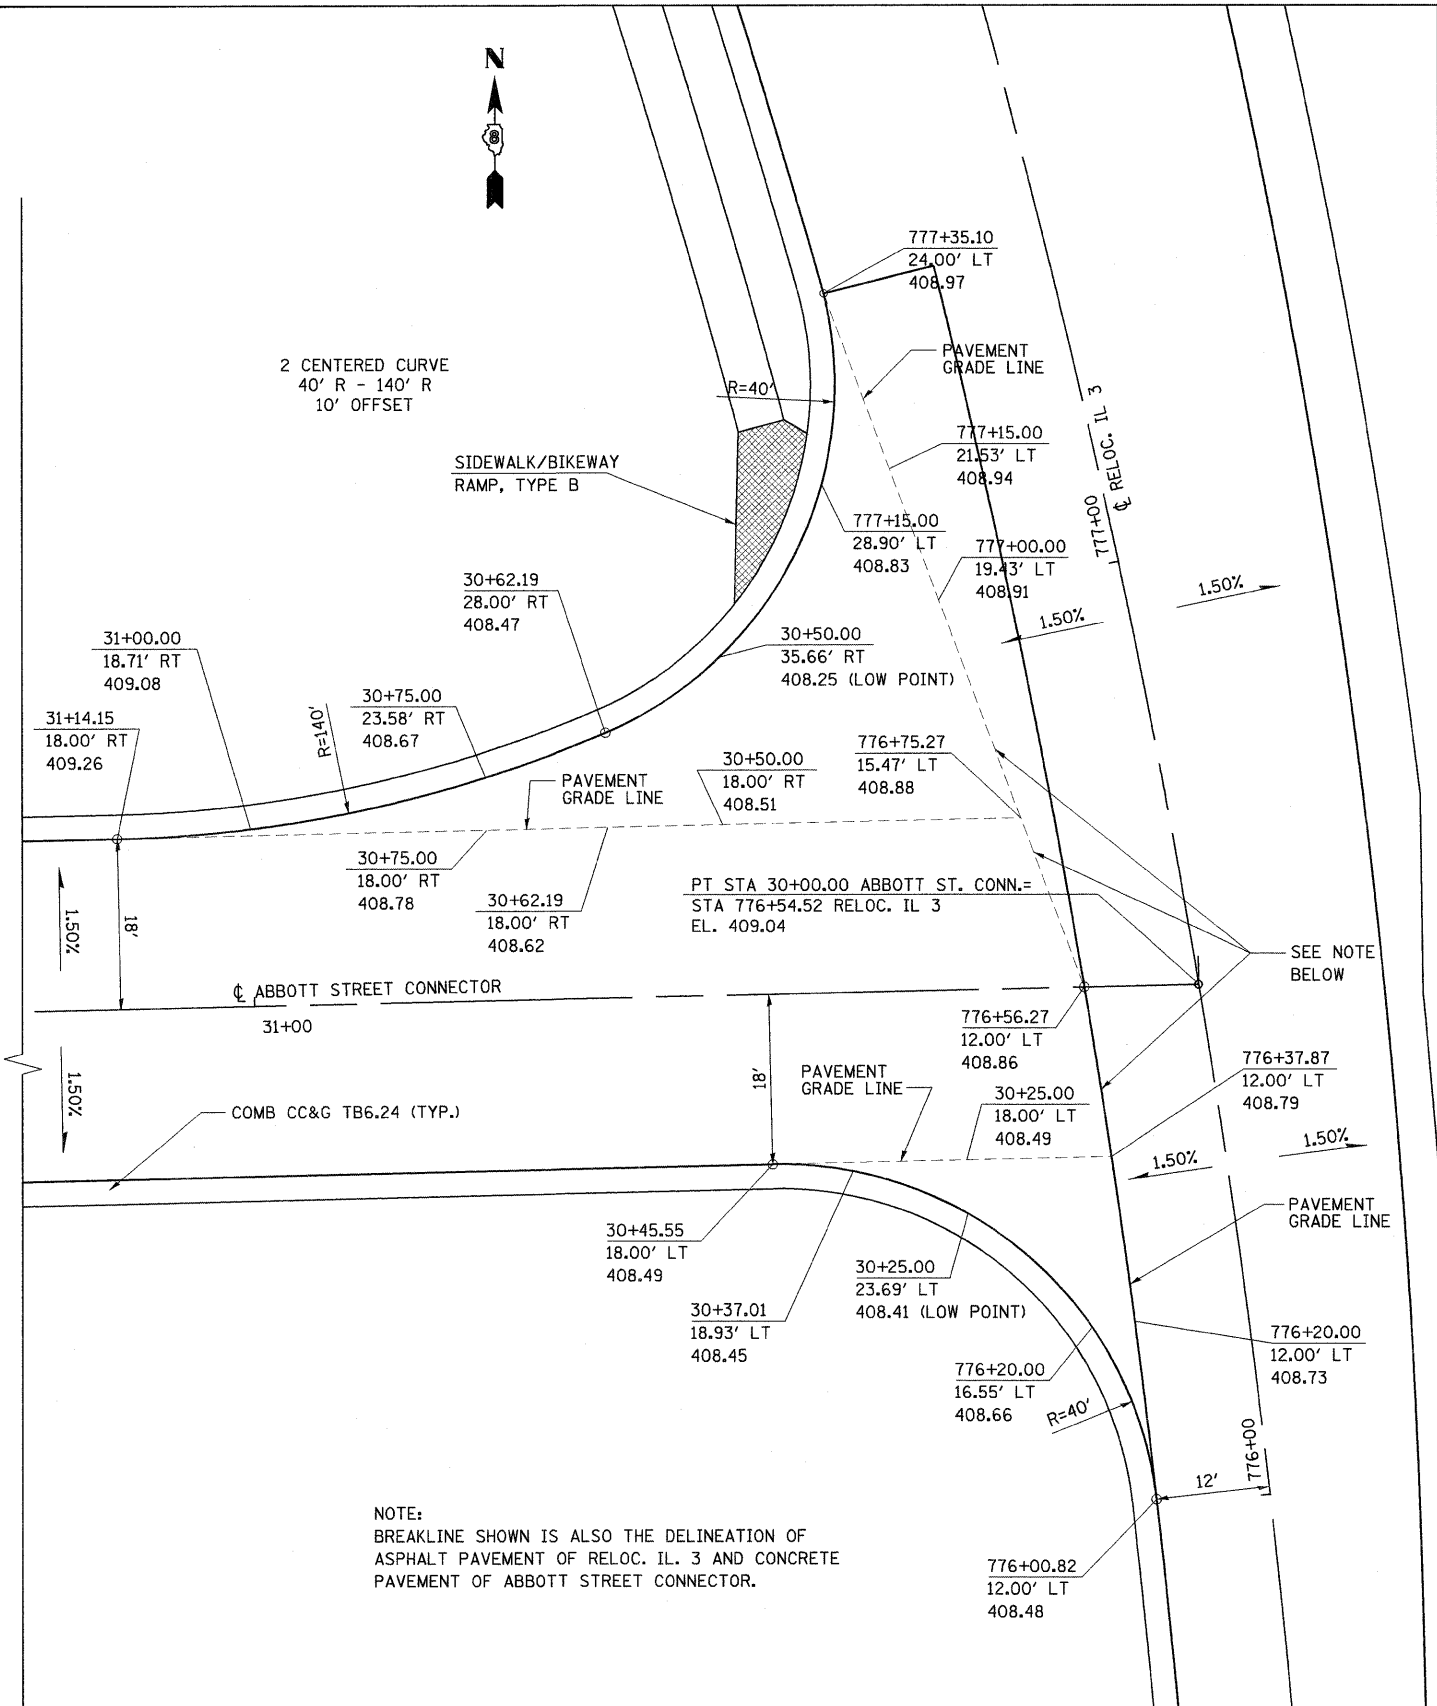 N
8
777+35.10
24.00' LT
408.97
2 CENTERED CURVE
40' R - 140' R
10' OFFSET
PAVEMENT
GRADE LINE
R=40'
777+15.00
21.53' LT
408.94
SIDEWALK/BIKEWAY
RAMP, TYPE B
℄ RELOC. IL 3
777+00
777+15.00
28.90' LT
408.83
777+00.00
19.43' LT
408.91
30+62.19
28.00' RT
408.47
1.50%
1.50%
31+00.00
18.71' RT
409.08
30+50.00
35.66' RT
408.25 (LOW POINT)
30+75.00
23.58' RT
408.67
31+14.15
18.00' RT
409.26
R=140'
776+75.27
15.47' LT
408.88
30+50.00
18.00' RT
408.51
PAVEMENT
GRADE LINE
30+75.00
18.00' RT
408.78
30+62.19
18.00' RT
408.62
PT STA 30+00.00 ABBOTT ST. CONN.=
STA 776+54.52 RELOC. IL 3
EL. 409.04
1.50%
18'
SEE NOTE
BELOW
℄ ABBOTT STREET CONNECTOR
31+00
776+56.27
12.00' LT
408.86
776+37.87
12.00' LT
408.79
1.50%
18'
PAVEMENT
GRADE LINE
30+25.00
18.00' LT
408.49
COMB CC&G TB6.24 (TYP.)
1.50%
1.50%
PAVEMENT
GRADE LINE
30+45.55
18.00' LT
408.49
30+25.00
23.69' LT
408.41 (LOW POINT)
30+37.01
18.93' LT
408.45
776+20.00
12.00' LT
408.73
776+20.00
16.55' LT
408.66
R=40'
776+00
12'
NOTE:
BREAKLINE SHOWN IS ALSO THE DELINEATION OF
ASPHALT PAVEMENT OF RELOC. IL. 3 AND CONCRETE
PAVEMENT OF ABBOTT STREET CONNECTOR.
776+00.82
12.00' LT
408.48